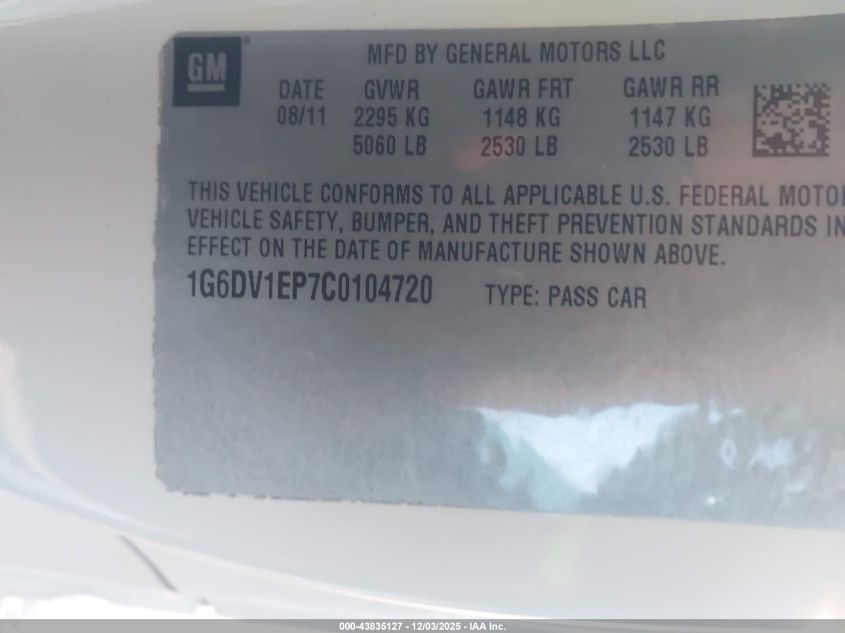 GM ®
MFD BY GENERAL MOTORS LLC
DATE GVWR GAWR FRT GAWR RR
08/11 2295 KG 1148 KG 1147 KG
5060 LB 2530 LB 2530 LB
THIS VEHICLE CONFORMS TO ALL APPLICABLE U.S. FEDERAL MOTO
VEHICLE SAFETY, BUMPER, AND THEFT PREVENTION STANDARDS IN
EFFECT ON THE DATE OF MANUFACTURE SHOWN ABOVE.
1G6DV1EP7C0104720 TYPE: PASS CAR
000-43835127 - 12/03/2025 - IAA Inc.